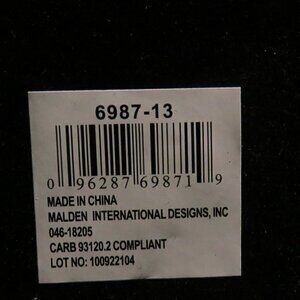 6987-13
0 96287 69871 9
MADE IN CHINA
MALDEN INTERNATIONAL DESIGNS, INC
046-18205
CARB 93120.2 COMPLIANT
LOT NO: 100922104